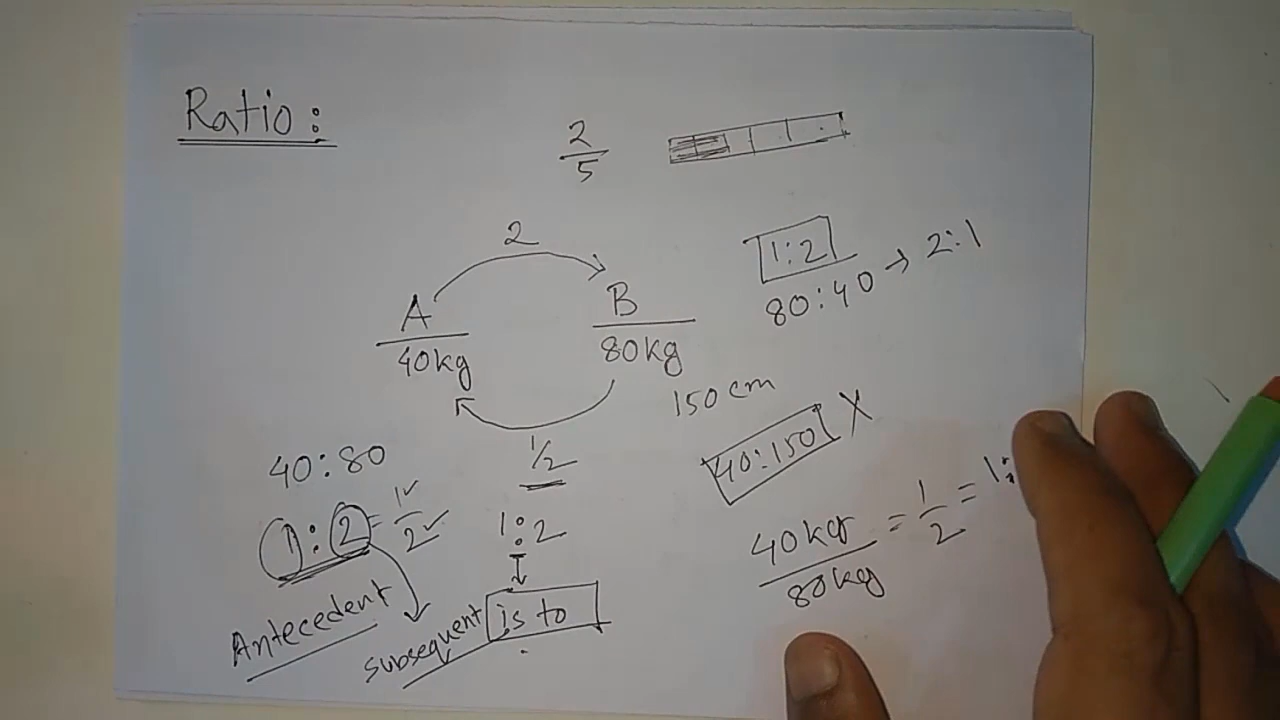 Ratio:
2/5
2
A
40kg
B
80kg
1:2
80:40 → 2:1
150 cm
40:150 X
40:80
1/2
1:2 = 1/2
1:2
is to
Antecedent
subsequent
40kg/80kg = 1/2 = 1: